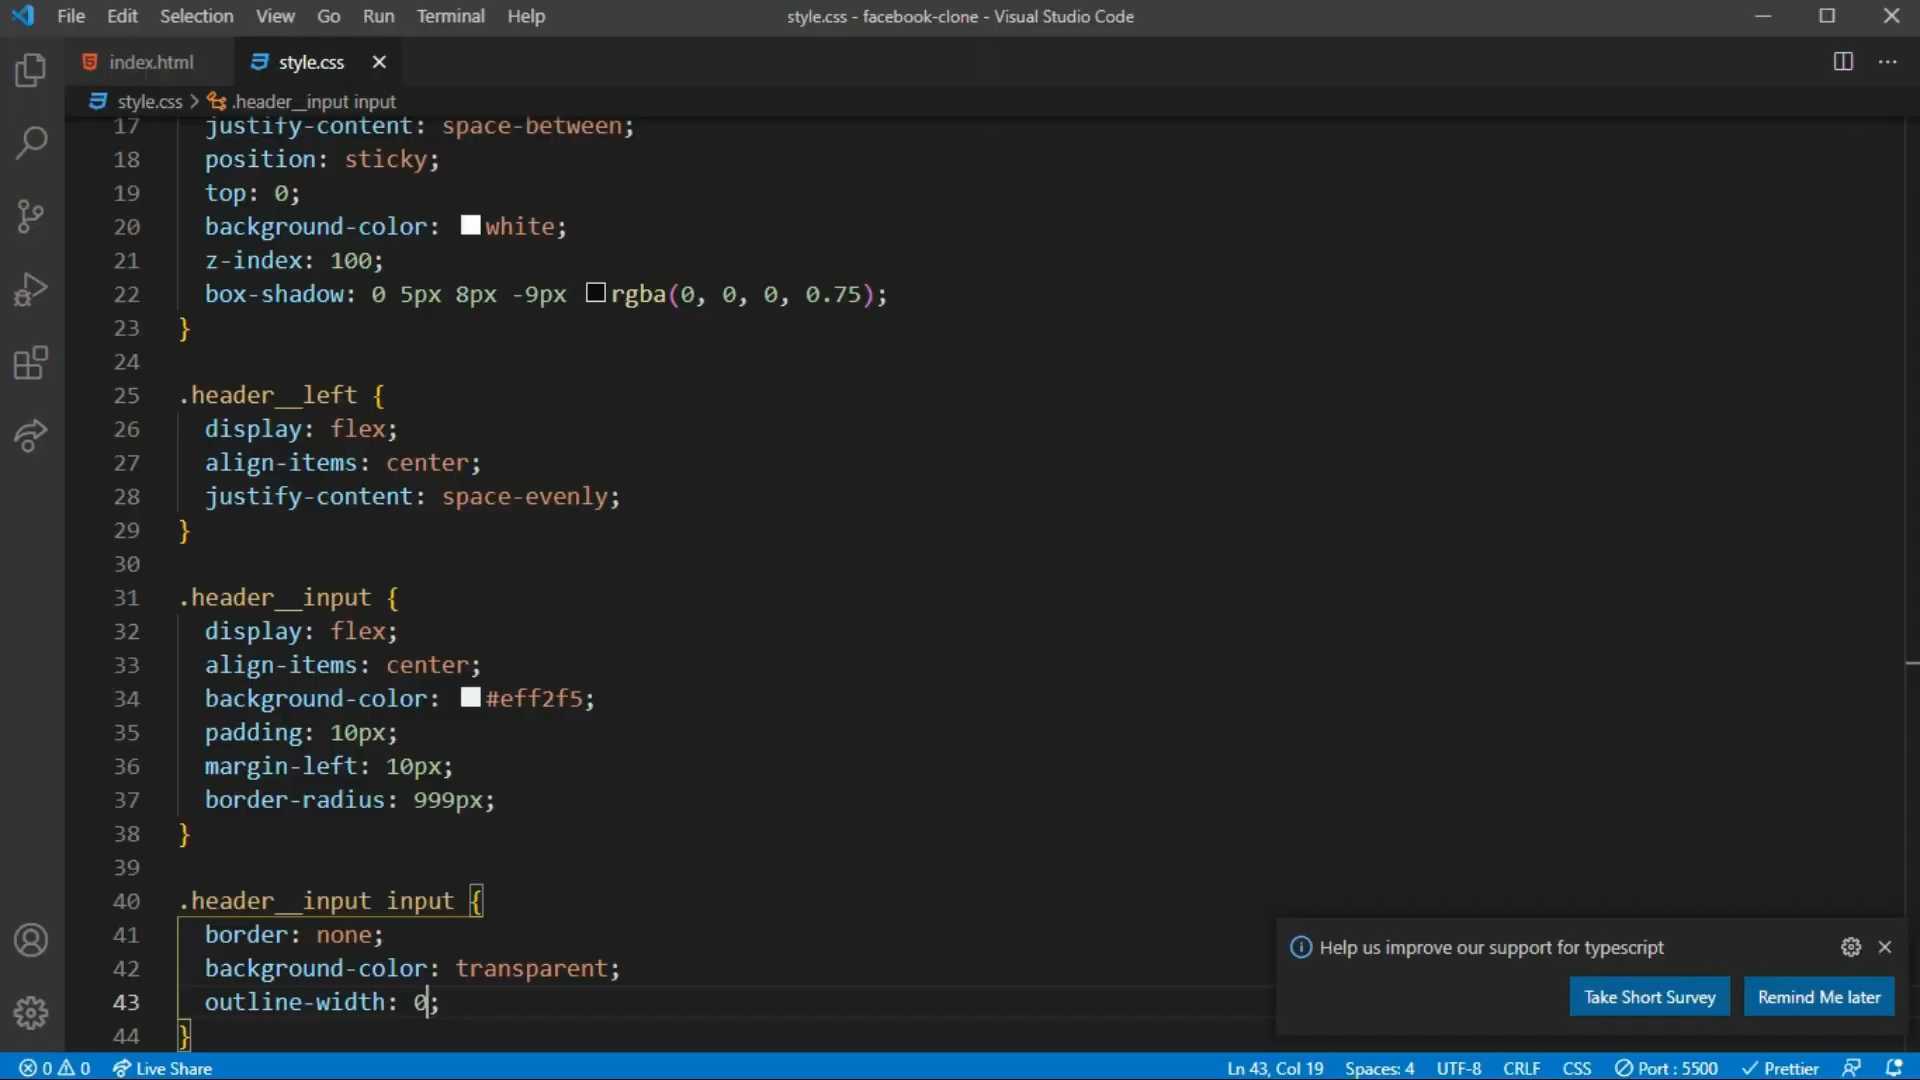 File Edit Selection View Go Run Terminal Help style.css - facebook-clone - Visual Studio Code
index.html style.css
style.css > .header__input input
17 justify-content: space-between;
18 position: sticky;
19 top: 0;
20 background-color: white;
21 z-index: 100;
22 box-shadow: 0 5px 8px -9px rgba(0, 0, 0, 0.75);
23 }
24
25 .header__left {
26 display: flex;
27 align-items: center;
28 justify-content: space-evenly;
29 }
30
31 .header__input {
32 display: flex;
33 align-items: center;
34 background-color: #eff2f5;
35 padding: 10px;
36 margin-left: 10px;
37 border-radius: 999px;
38 }
39
40 .header__input input {
41 border: none;
42 background-color: transparent;
43 outline-width: 0;
44 }
Help us improve our support for typescript
Take Short Survey Remind Me later
0 0 Live Share Ln 43, Col 19 Spaces: 4 UTF-8 CRLF CSS Port : 5500 Prettier